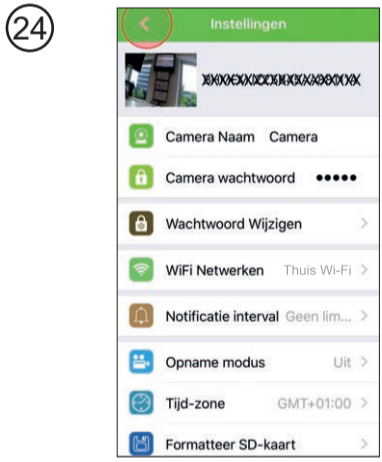 24
Instellingen
Camera Naam Camera
Camera wachtwoord •••••
Wachtwoord Wijzigen
WiFi Netwerken Thuis Wi-Fi
Notificatie interval Geen lim...
Opname modus Uit
Tijd-zone GMT+01:00
Formatteer SD-kaart